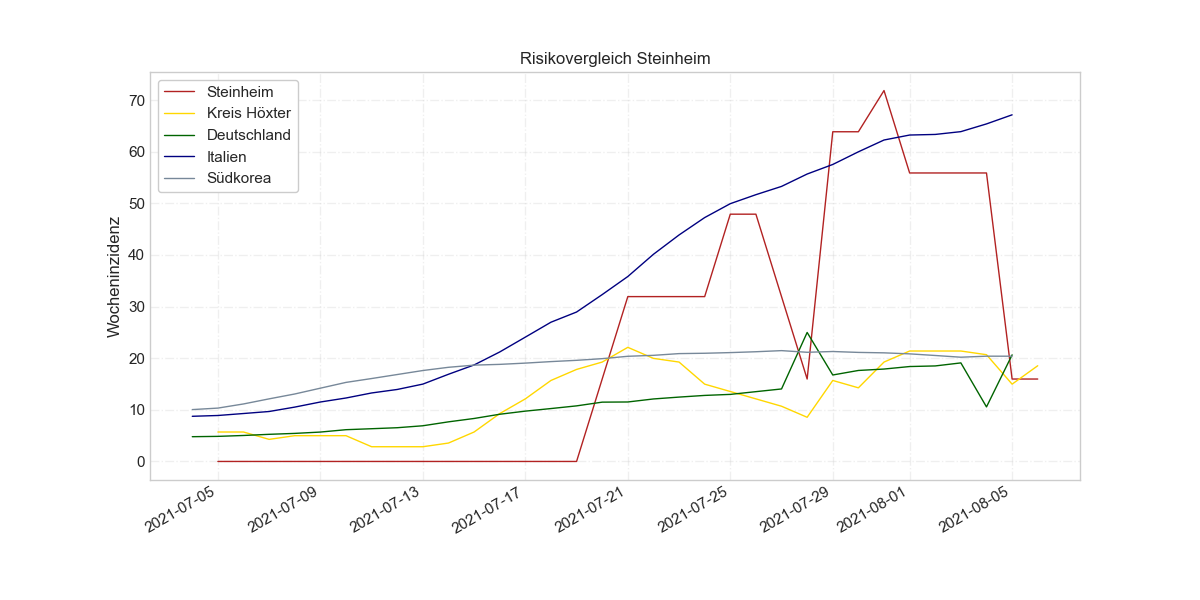 Risikovergleich Steinheim
Steinheim
Kreis Höxter
Deutschland
Italien
Südkorea
Wocheninzidenz
70
60
50
40
30
20
10
0
2021-07-05
2021-07-09
2021-07-13
2021-07-17
2021-07-21
2021-07-25
2021-07-29
2021-08-01
2021-08-05